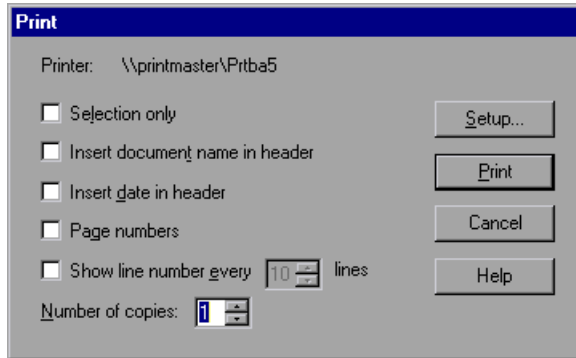 Print
Printer: \\printmaster\Prtba5
Selection only
Setup...
Insert document name in header
Print
Insert date in header
Page numbers
Cancel
Show line number every 10 lines
Help
Number of copies: 1